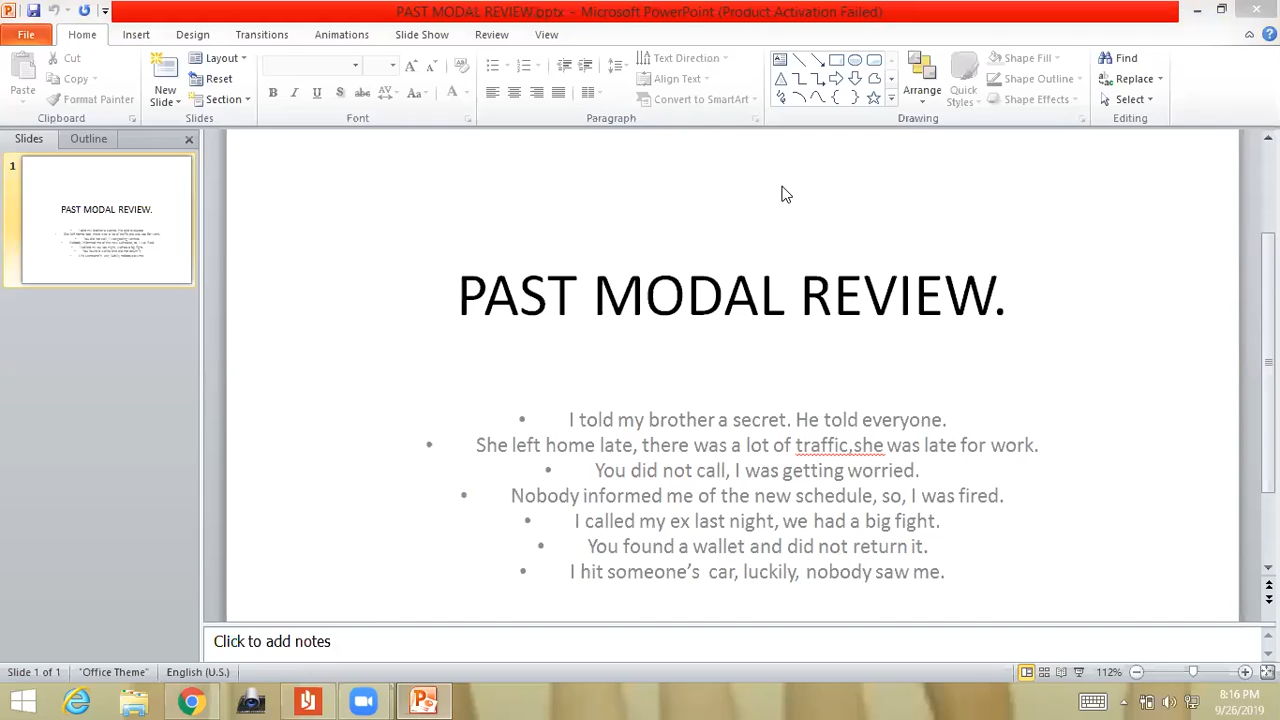 PAST MODAL REVIEW.pptx - Microsoft PowerPoint (Product Activation Failed)
File Home Insert Design Transitions Animations Slide Show Review View
Paste Cut Copy Format Painter Clipboard
New Slide Layout Reset Section Slides
B I U S abc AV Aa A Font
Text Direction Align Text Convert to SmartArt Paragraph
Arrange Quick Styles Shape Fill Shape Outline Shape Effects Drawing
Find Replace Select Editing
Slides Outline
1
PAST MODAL REVIEW.
PAST MODAL REVIEW.
• I told my brother a secret. He told everyone.
• She left home late, there was a lot of traffic,she was late for work.
• You did not call, I was getting worried.
• Nobody informed me of the new schedule, so, I was fired.
• I called my ex last night, we had a big fight.
• You found a wallet and did not return it.
• I hit someone's car, luckily, nobody saw me.
Click to add notes
Slide 1 of 1 "Office Theme" English (U.S.) 112%
8:16 PM
9/26/2019